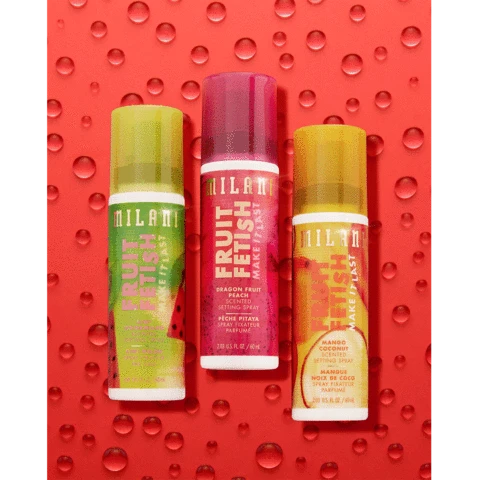 MILANI
FRUIT
FETISH
MAKE IT LAST
MILANI
FRUIT
FETISH
MAKE IT LAST
DRAGON FRUIT
PEACH
SCENTED
SETTING SPRAY
PÊCHE PITAYA
SPRAY FIXATEUR
PARFUMÉ
MILANI
FRUIT
FETISH
MAKE IT LAST
MANGO
COCONUT
SCENTED
SETTING SPRAY
MANGUE
NOIX DE COCO
SPRAY FIXATEUR
PARFUMÉ